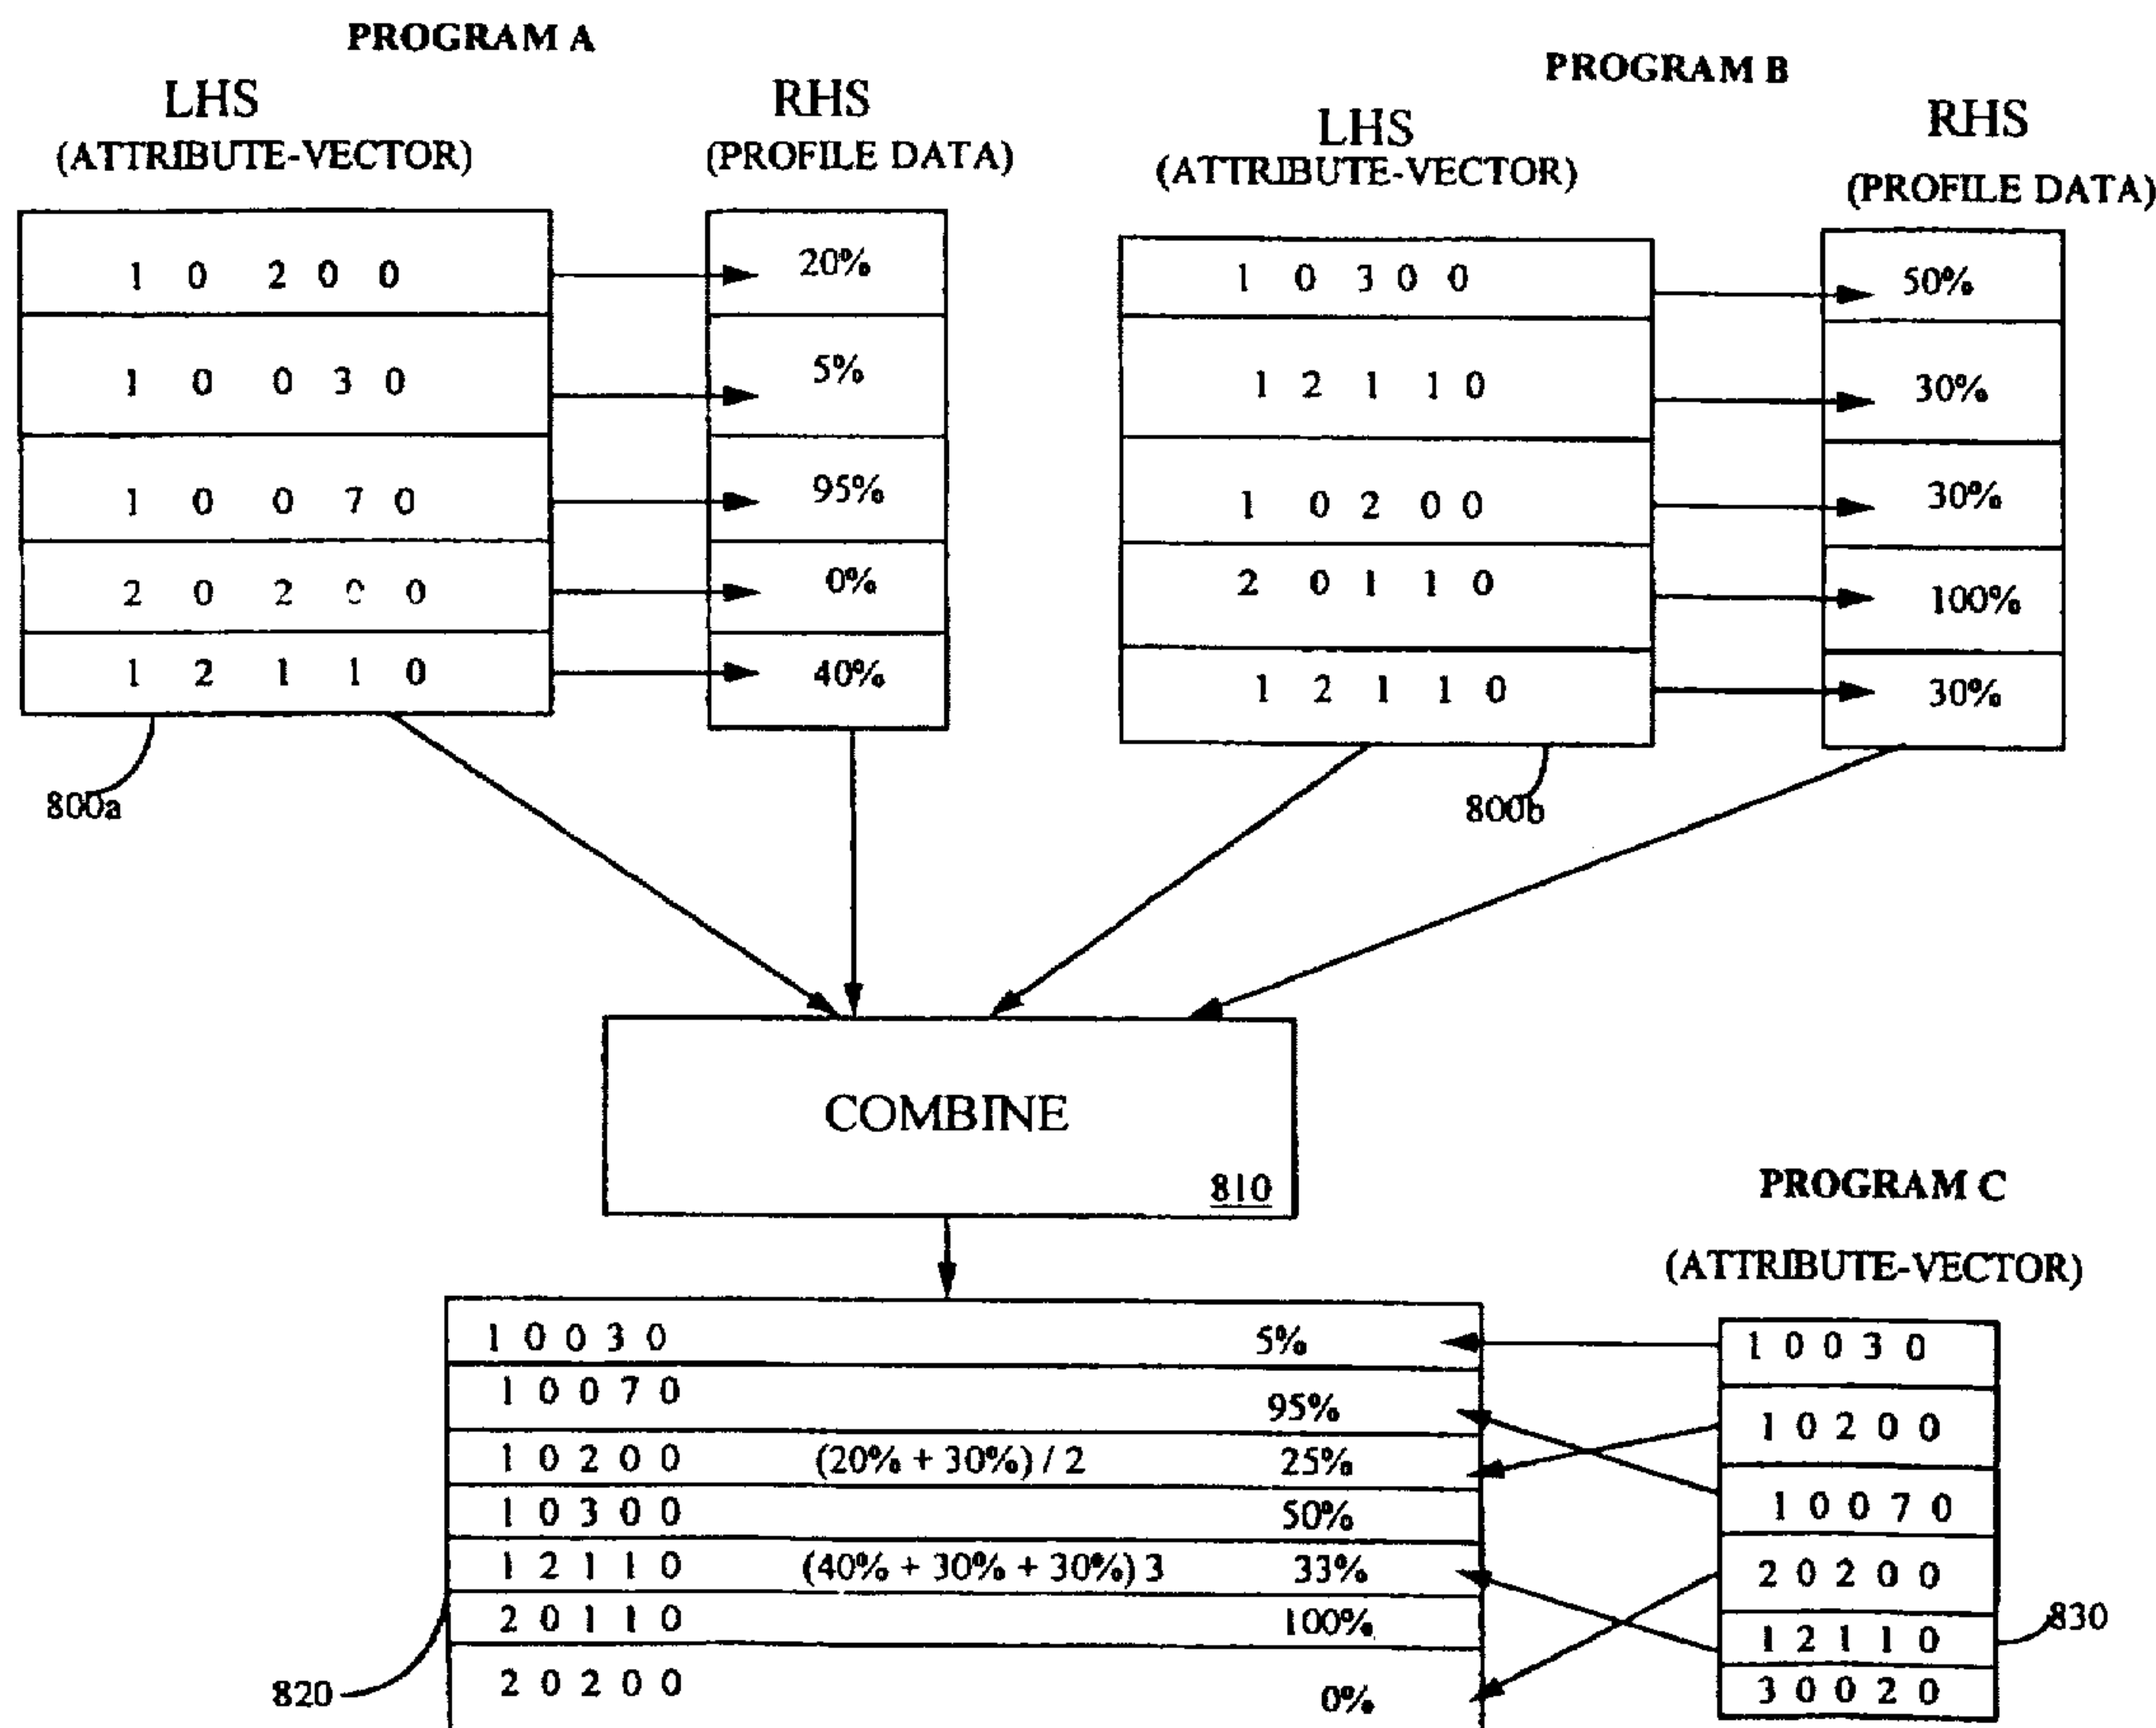 PROGRAM A
LHS
(ATTRIBUTE-VECTOR)
RHS
(PROFILE DATA)
1 0 2 0 0
20%
1 0 0 3 0
5%
1 0 0 7 0
95%
2 0 2 0 0
0%
1 2 1 1 0
40%
800a
PROGRAM B
LHS
(ATTRIBUTE-VECTOR)
RHS
(PROFILE DATA)
1 0 3 0 0
50%
1 2 1 1 0
30%
1 0 2 0 0
30%
2 0 1 1 0
100%
1 2 1 1 0
30%
800b
COMBINE
810
1 0 0 3 0 5%
1 0 0 7 0 95%
1 0 2 0 0 (20% + 30%) / 2 25%
1 0 3 0 0 50%
1 2 1 1 0 (40% + 30% + 30%) 3 33%
2 0 1 1 0 100%
2 0 2 0 0 0%
820
PROGRAM C
(ATTRIBUTE-VECTOR)
1 0 0 3 0
1 0 2 0 0
1 0 0 7 0
2 0 2 0 0
1 2 1 1 0
3 0 0 2 0
830